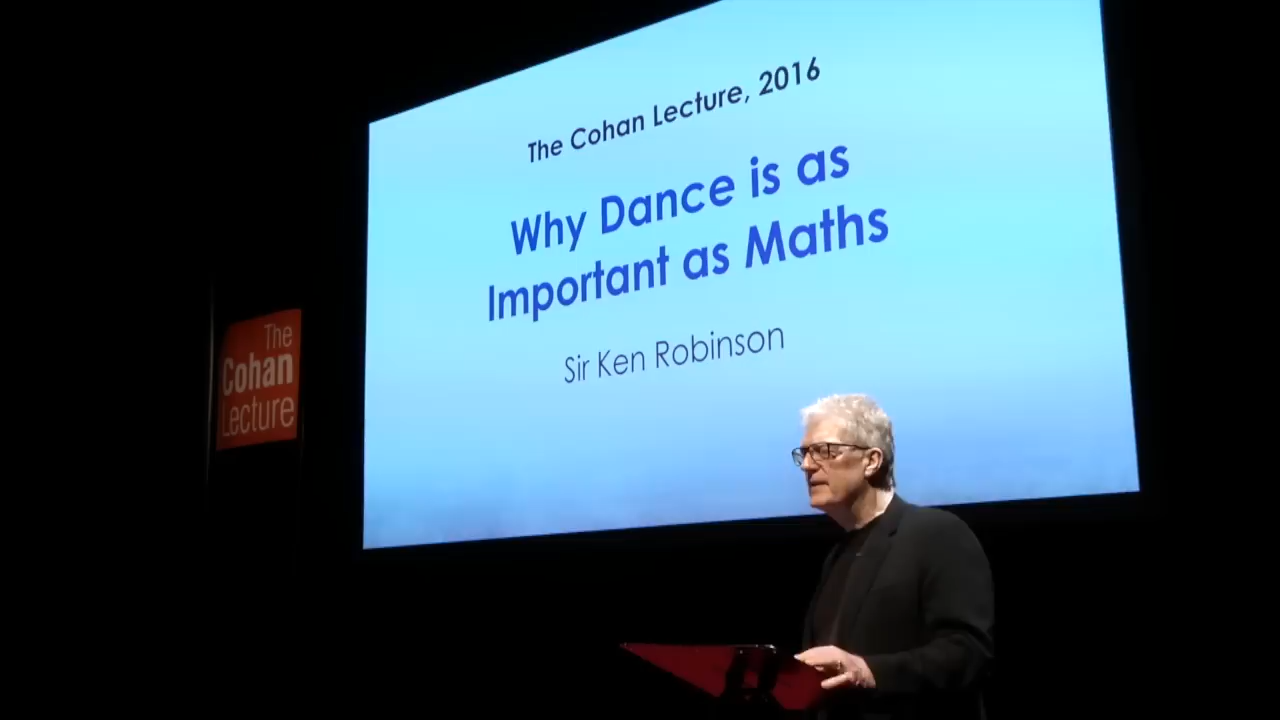 The Cohan Lecture, 2016
Why Dance is as
Important as Maths
Sir Ken Robinson
The
Cohan
Lecture